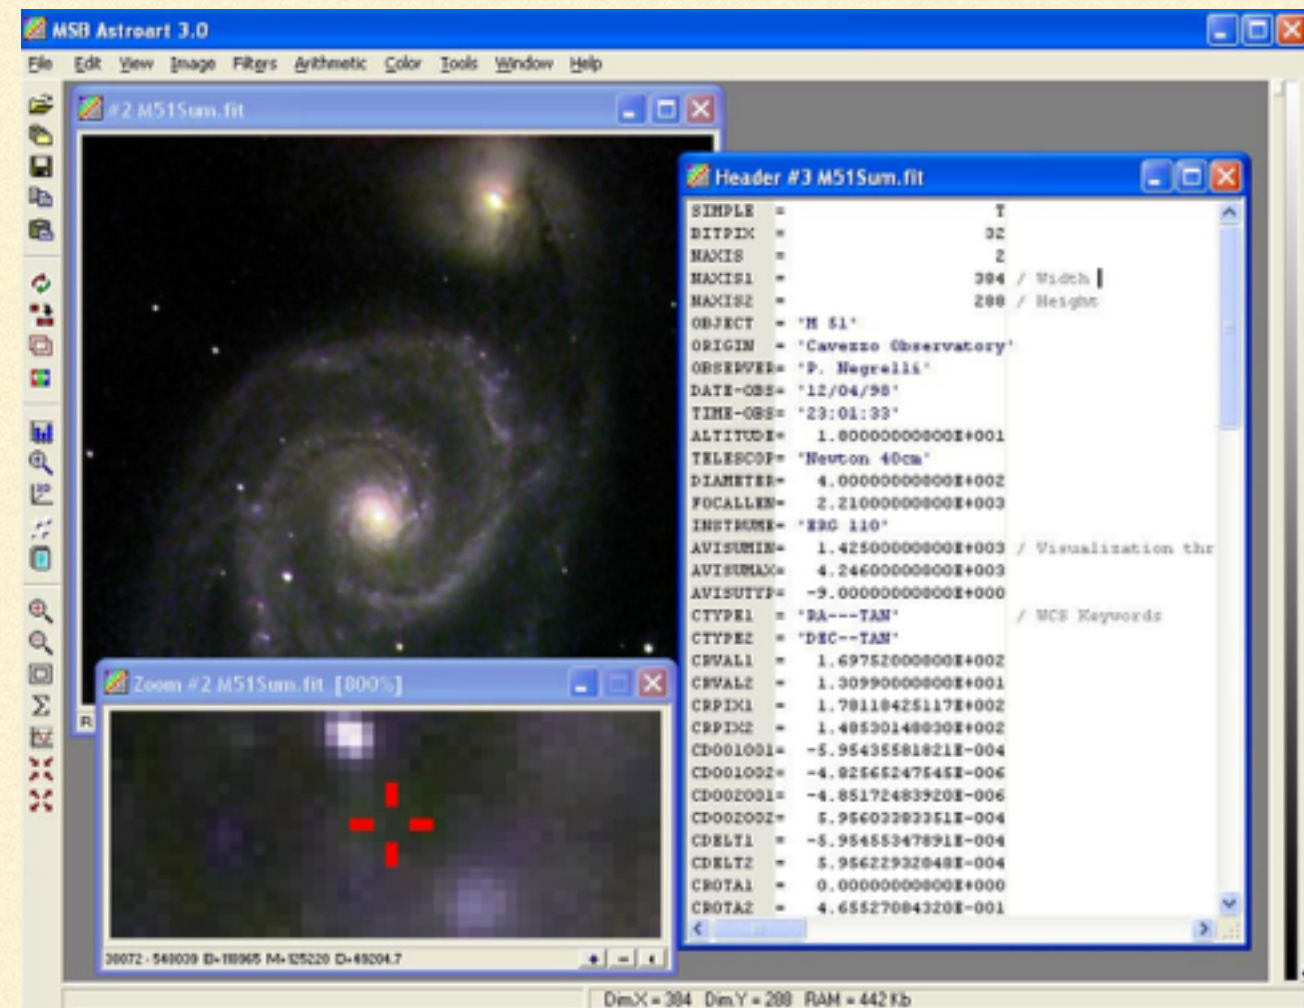 MSB Astroart 3.0
File Edit View Image Filters Arithmetic Color Tools Window Help
#2 M51Sum.fit
Header #3 M51Sum.fit
SIMPLE = T
BITPIX = 32
NAXIS = 2
NAXIS1 = 384 / Width
NAXIS2 = 288 / Height
OBJECT = 'M 51'
ORIGIN = 'Cavezzo Observatory'
OBSERVER= 'P. Negrelli'
DATE-OBS= '12/04/98'
TIME-OBS= '23:01:33'
ALTITUDE= 1.80000000000E+001
TELESCOP= 'Newton 40cm'
DIAMETER= 4.00000000000E+002
FOCALLEN= 2.21000000000E+003
INSTRUME= 'ERG 110'
AVISUMIN= 1.42500000000E+003 / Visualization thr
AVISUMAX= 4.24600000000E+003
AVISUTYP= -9.00000000000E+000
CTYPE1 = 'RA---TAN' / WCS Keywords
CTYPE2 = 'DEC--TAN'
CRVAL1 = 1.69752000000E+002
CRVAL2 = 1.30990000000E+001
CRPIX1 = 1.78118425117E+002
CRPIX2 = 1.48530148030E+002
CD001001= -5.95435581821E-004
CD001002= -4.82565247545E-006
CD002001= -4.85172483920E-006
CD002002= 5.95603383351E-004
CDELT1 = -5.95455347891E-004
CDELT2 = 5.95622932048E-004
CROTA1 = 0.00000000000E+000
CROTA2 = 4.65527084320E-001
Zoom #2 M51Sum.fit [800%]
D=49204.7
Dim.X = 384 Dim.Y = 288 RAM = 442 Kb